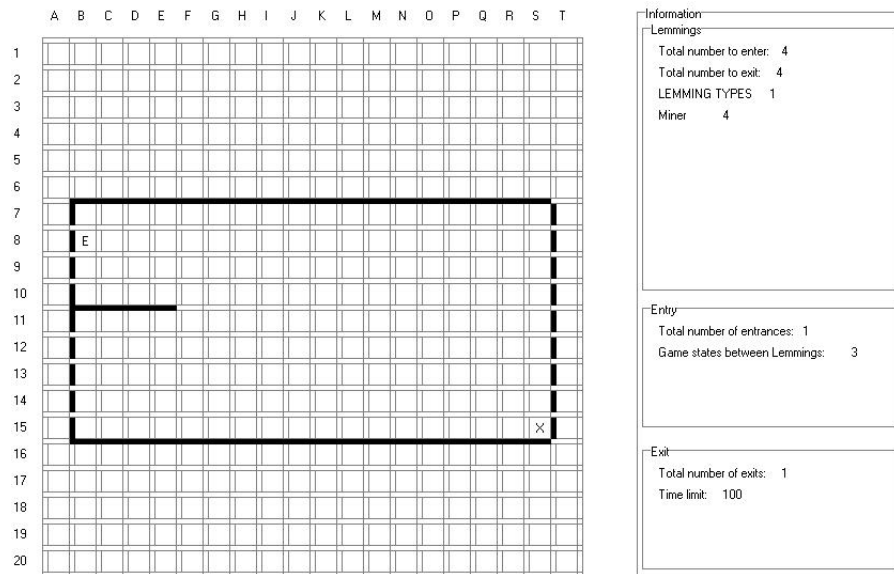 A B C D E F G H I J K L M N O P Q R S T
1
2
3
4
5
6
7
8 E
9
10
11
12
13
14
15 X
16
17
18
19
20
Information
Lemmings
Total number to enter: 4
Total number to exit: 4
LEMMING TYPES 1
Miner 4
Entry
Total number of entrances: 1
Game states between Lemmings: 3
Exit
Total number of exits: 1
Time limit: 100